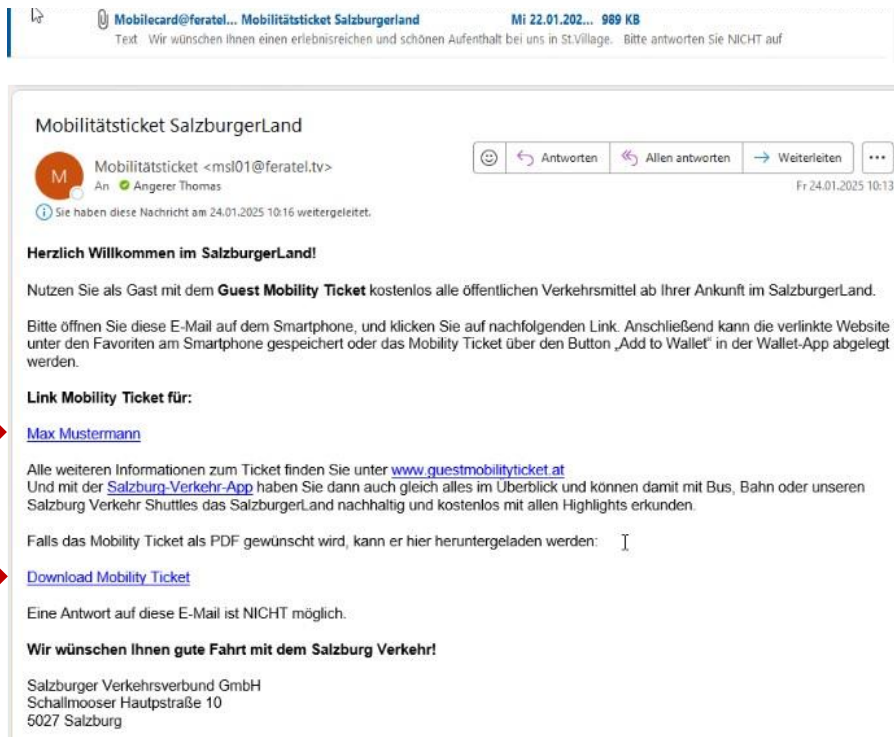 Mobilecard@feratel... Mobilitätsticket Salzburgerland Mi 22.01.202... 989 KB
Text Wir wünschen Ihnen einen erlebnisreichen und schönen Aufenthalt bei uns in St.Village. Bitte antworten Sie NICHT auf
Mobilitätsticket SalzburgerLand
M
Mobilitätsticket <msl01@feratel.tv>
An Angerer Thomas
Antworten
Allen antworten
Weiterleiten
...
Fr 24.01.2025 10:13
Sie haben diese Nachricht am 24.01.2025 10:16 weitergeleitet.
Herzlich Willkommen im SalzburgerLand!
Nutzen Sie als Gast mit dem Guest Mobility Ticket kostenlos alle öffentlichen Verkehrsmittel ab Ihrer Ankunft im SalzburgerLand.
Bitte öffnen Sie diese E-Mail auf dem Smartphone, und klicken Sie auf nachfolgenden Link. Anschließend kann die verlinkte Website
unter den Favoriten am Smartphone gespeichert oder das Mobility Ticket über den Button „Add to Wallet" in der Wallet-App abgelegt
werden.
Link Mobility Ticket für:
Max Mustermann
Alle weiteren Informationen zum Ticket finden Sie unter www.guestmobilityticket.at
Und mit der Salzburg-Verkehr-App haben Sie dann auch gleich alles im Überblick und können damit mit Bus, Bahn oder unseren
Salzburg Verkehr Shuttles das SalzburgerLand nachhaltig und kostenlos mit allen Highlights erkunden.
Falls das Mobility Ticket als PDF gewünscht wird, kann er hier heruntergeladen werden:
Download Mobility Ticket
Eine Antwort auf diese E-Mail ist NICHT möglich.
Wir wünschen Ihnen gute Fahrt mit dem Salzburg Verkehr!
Salzburger Verkehrsverbund GmbH
Schallmooser Hautpstraße 10
5027 Salzburg